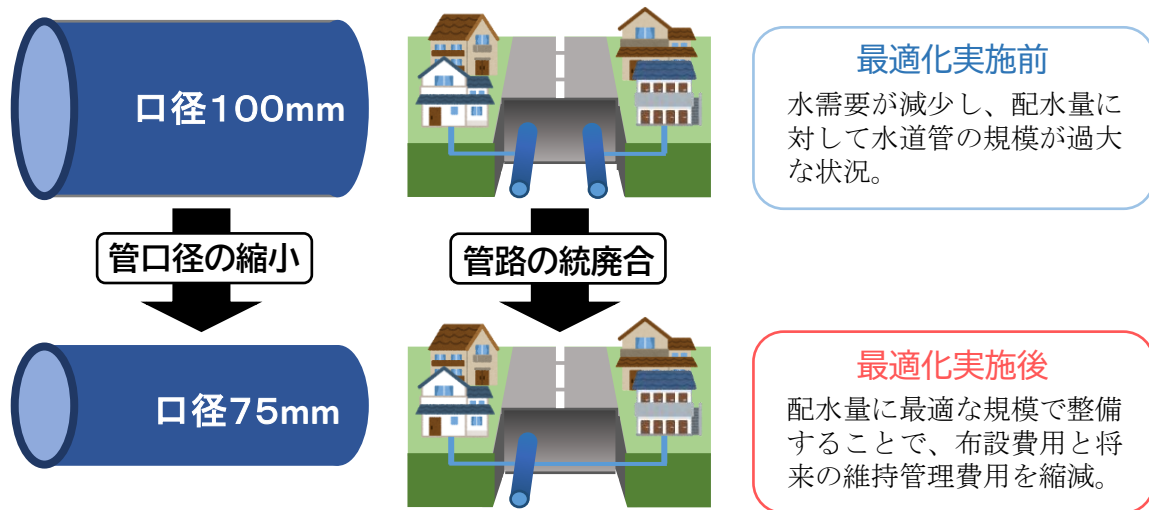 口径100mm
最適化実施前
水需要が減少し、配水量に
対して水道管の規模が過大
な状況。
管口径の縮小
管路の統廃合
口径75mm
最適化実施後
配水量に最適な規模で整備
することで、布設費用と将
来の維持管理費用を縮減。